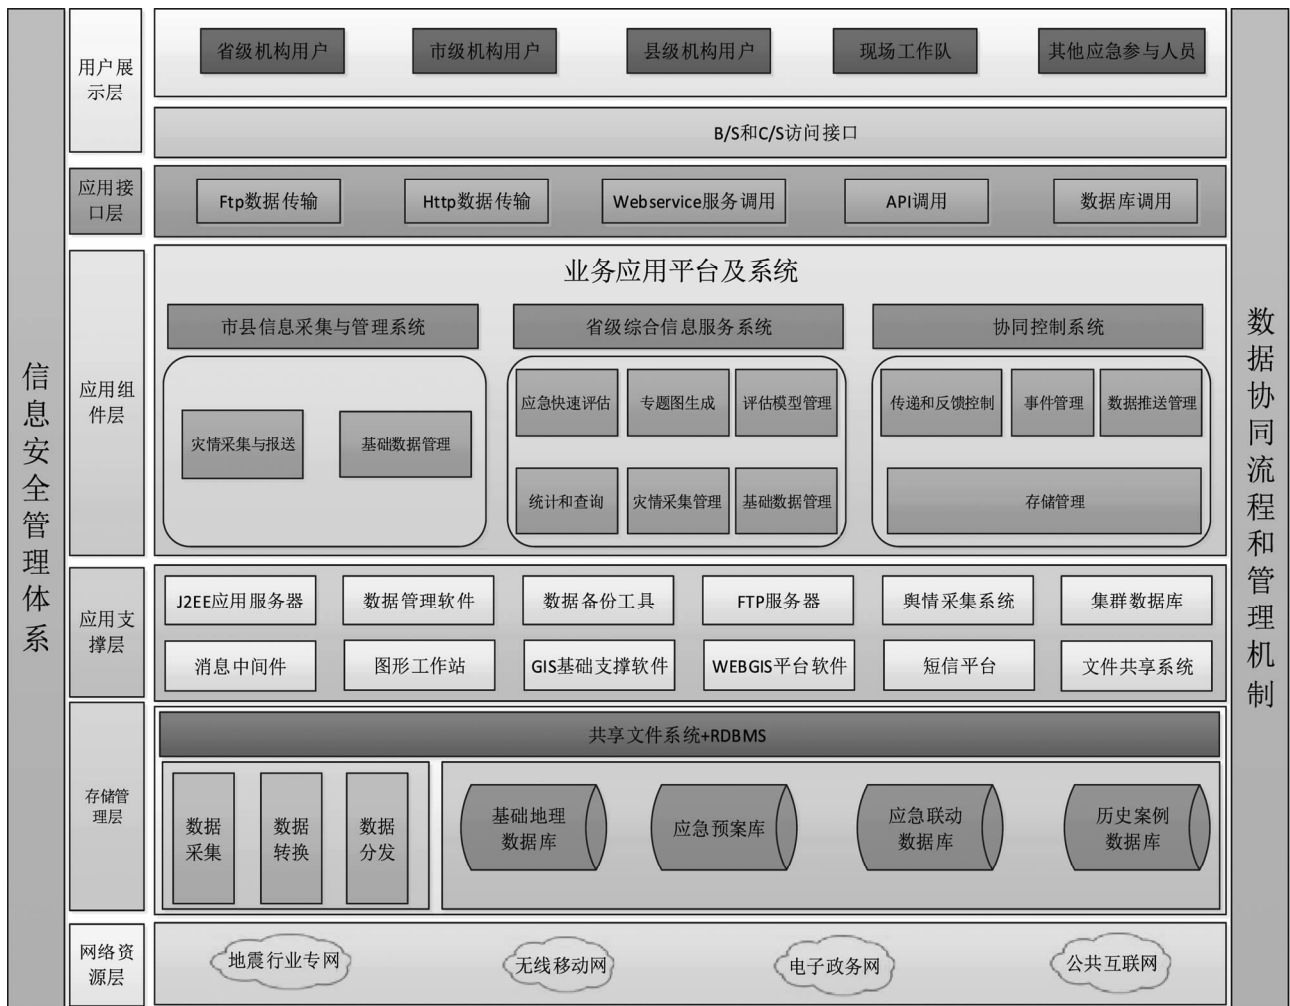 信息安全管理体系
用户展
示层
省级机构用户
市级机构用户
县级机构用户
现场工作队
其他应急参与人员
B/S和C/S访问接口
应用接
口层
Ftp数据传输
Http数据传输
Webservice服务调用
API调用
数据库调用
应用组
件层
业务应用平台及系统
市县信息采集与管理系统
灾情采集与报送
基础数据管理
省级综合信息服务系统
应急快速评估
专题图生成
评估模型管理
统计和查询
灾情采集管理
基础数据管理
协同控制系统
传递和反馈控制
事件管理
数据推送管理
存储管理
应用支
撑层
J2EE应用服务器
数据管理软件
数据备份工具
FTP服务器
舆情采集系统
集群数据库
消息中间件
图形工作站
GIS基础支撑软件
WEBGIS平台软件
短信平台
文件共享系统
存储管
理层
共享文件系统+RDBMS
数据
采集
数据
转换
数据
分发
基础地理
数据库
应急预案库
应急联动
数据库
历史案例
数据库
网络资
源层
地震行业专网
无线移动网
电子政务网
公共互联网
数据协同流程和管理机制